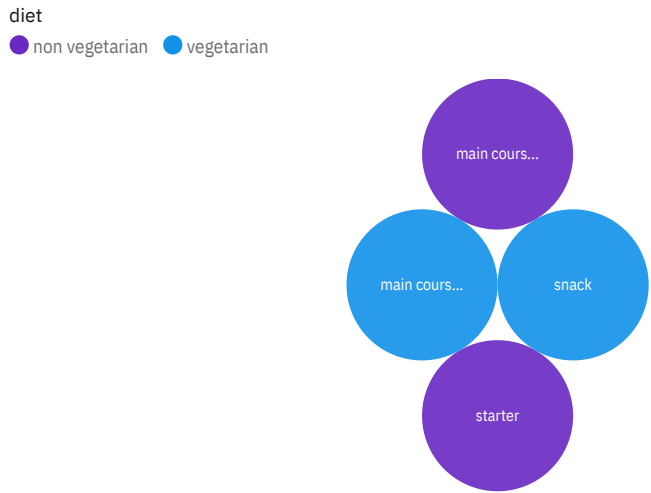 diet
non vegetarian vegetarian
main cours...
main cours... snack
starter